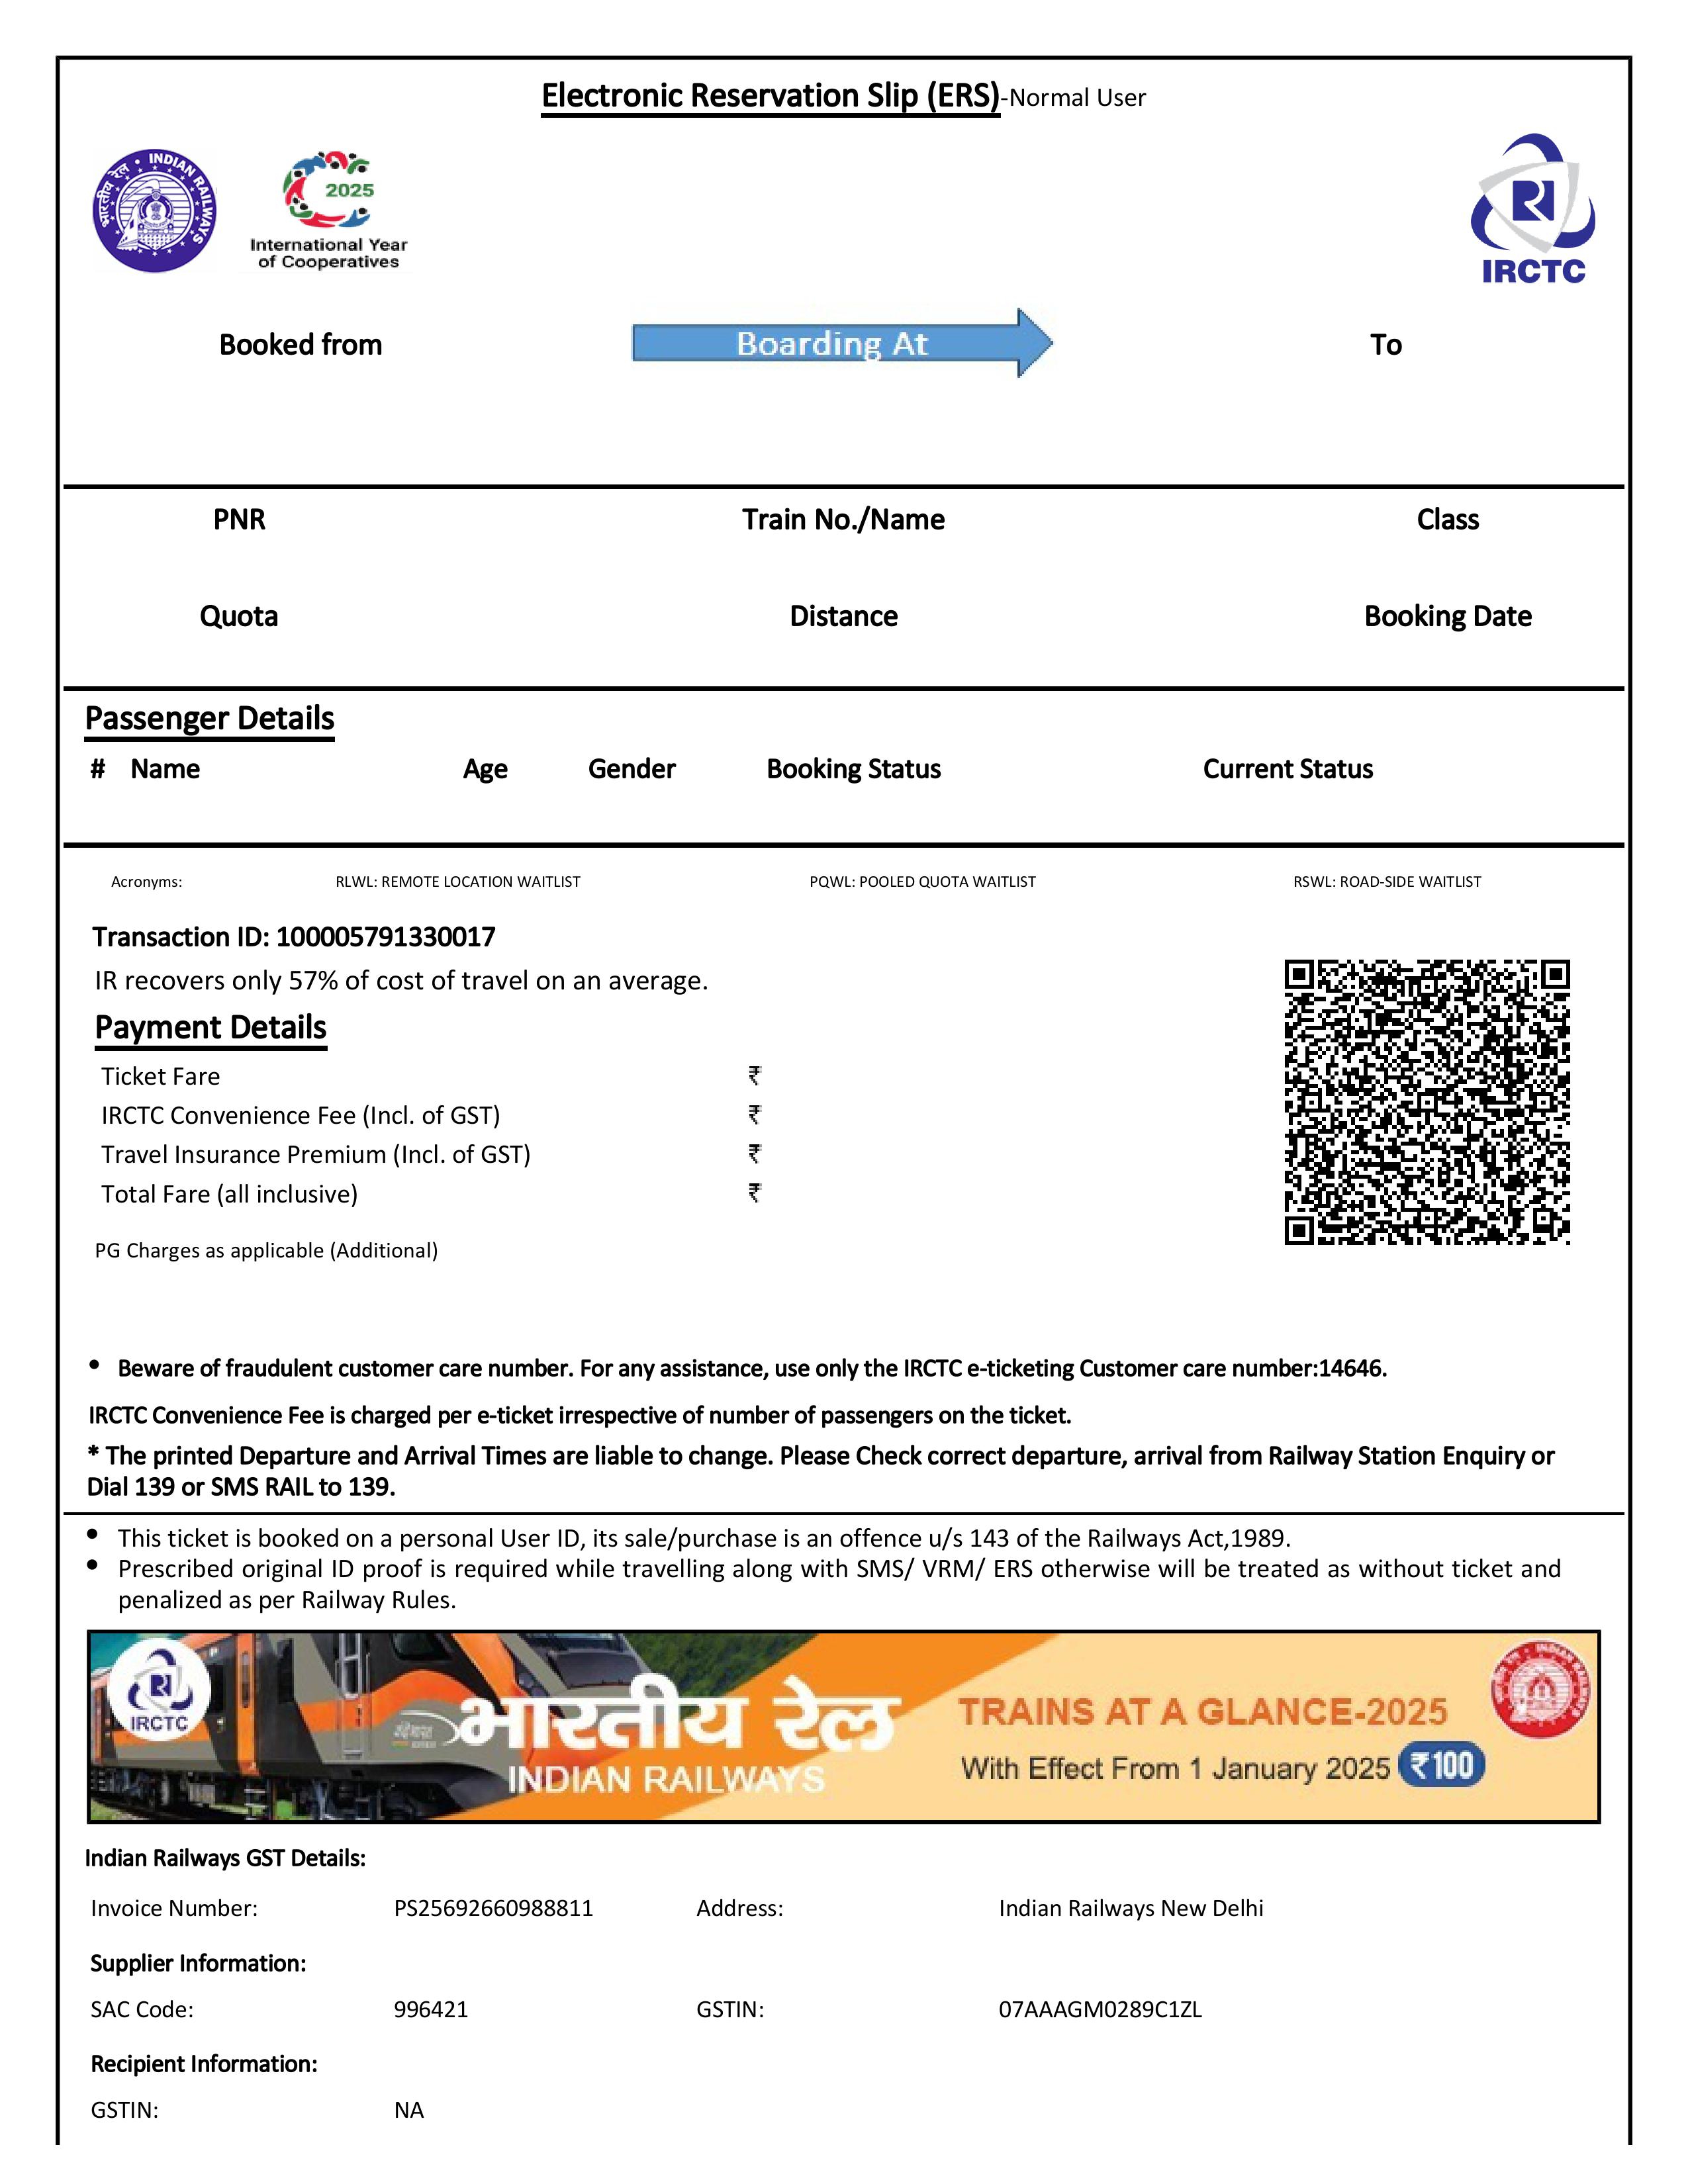 Electronic Reservation Slip (ERS)-Normal User
भारतीय रेल • INDIAN RAILWAYS
2025
International Year
of Cooperatives
IRCTC
Booked from
Boarding At
To
PNR
Train No./Name
Class
Quota
Distance
Booking Date
Passenger Details
# Name Age Gender Booking Status Current Status
Acronyms: RLWL: REMOTE LOCATION WAITLIST PQWL: POOLED QUOTA WAITLIST RSWL: ROAD-SIDE WAITLIST
Transaction ID: 100005791330017
IR recovers only 57% of cost of travel on an average.
Payment Details
Ticket Fare ₹
IRCTC Convenience Fee (Incl. of GST) ₹
Travel Insurance Premium (Incl. of GST) ₹
Total Fare (all inclusive) ₹
PG Charges as applicable (Additional)
• Beware of fraudulent customer care number. For any assistance, use only the IRCTC e-ticketing Customer care number:14646.
IRCTC Convenience Fee is charged per e-ticket irrespective of number of passengers on the ticket.
* The printed Departure and Arrival Times are liable to change. Please Check correct departure, arrival from Railway Station Enquiry or
Dial 139 or SMS RAIL to 139.
• This ticket is booked on a personal User ID, its sale/purchase is an offence u/s 143 of the Railways Act,1989.
• Prescribed original ID proof is required while travelling along with SMS/ VRM/ ERS otherwise will be treated as without ticket and
penalized as per Railway Rules.
IRCTC
भारतीय रेल
INDIAN RAILWAYS
TRAINS AT A GLANCE-2025
With Effect From 1 January 2025 ₹100
Indian Railways GST Details:
Invoice Number: PS25692660988811 Address: Indian Railways New Delhi
Supplier Information:
SAC Code: 996421 GSTIN: 07AAAGM0289C1ZL
Recipient Information:
GSTIN: NA